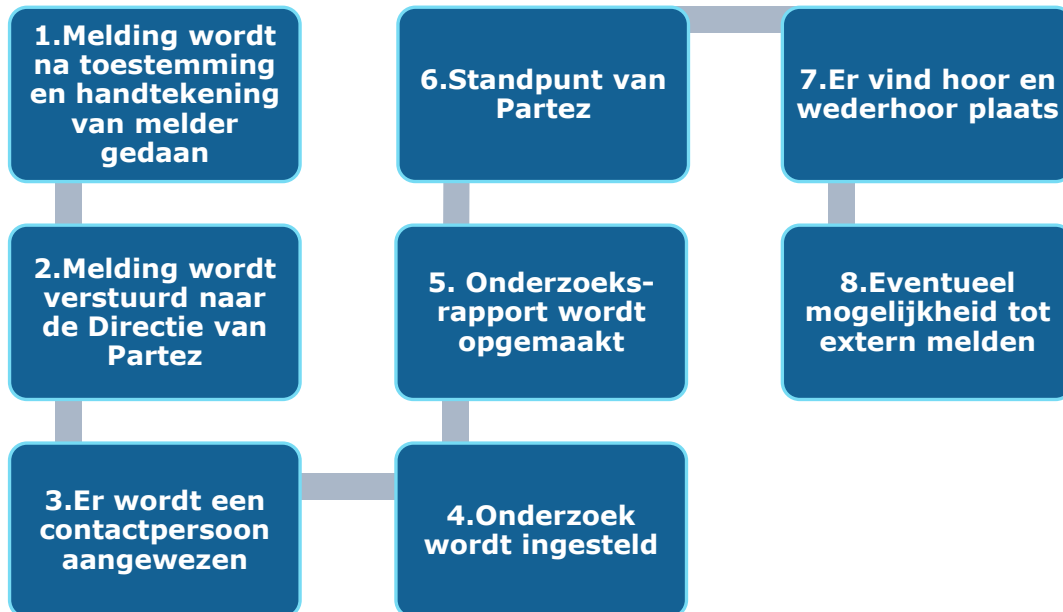 1.Melding wordt
na toestemming
en handtekening
van melder
gedaan
2.Melding wordt
verstuurd naar
de Directie van
Partez
3.Er wordt een
contactpersoon
aangewezen
4.Onderzoek
wordt ingesteld
5. Onderzoeks-
rapport wordt
opgemaakt
6.Standpunt van
Partez
7.Er vind hoor en
wederhoor plaats
8.Eventueel
mogelijkheid tot
extern melden